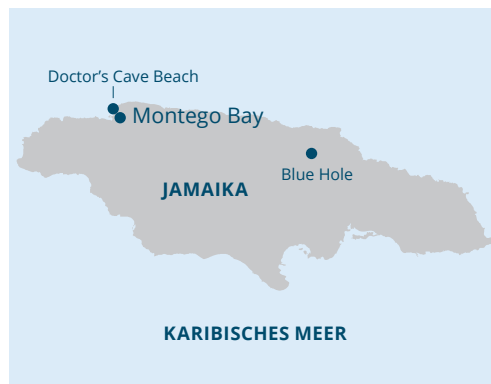 Doctor's Cave Beach
Montego Bay
Blue Hole
JAMAIKA
KARIBISCHES MEER